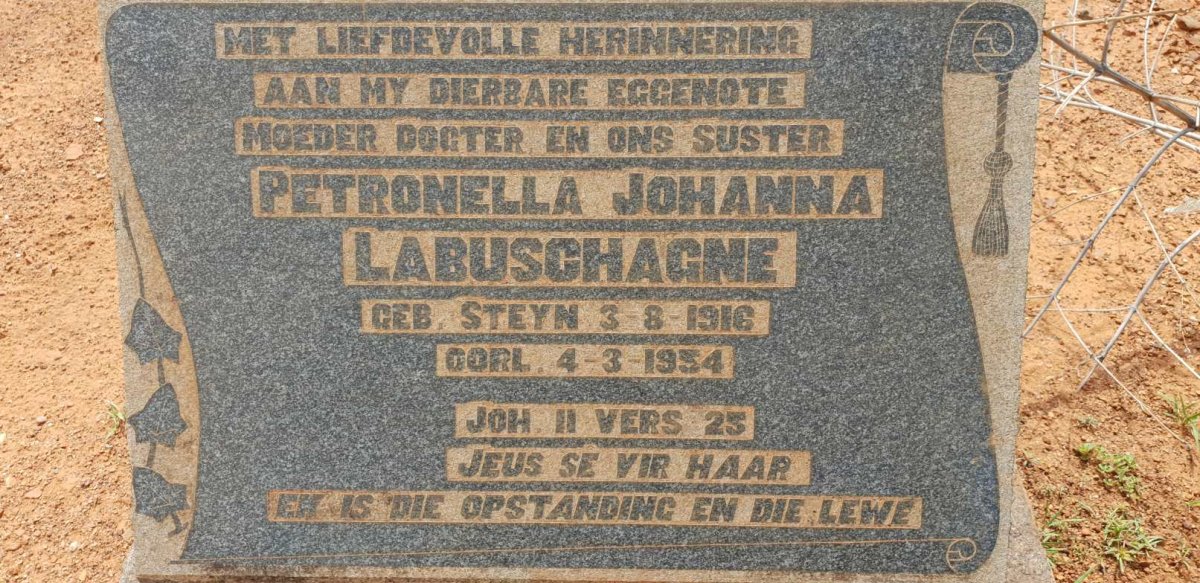 MET LIEFDEVOLLE HERINNERING
AAN MY DIERBARE EGGENOTE
MOEDER DOGTER EN ONS SUSTER
PETRONELLA JOHANNA
LABUSCHAGNE
GEB. STEYN 3-8-1916
OORL. 4-3-1954
JOH. 11 VERS 25
JEUS SE VIR HAAR
EK IS DIE OPSTANDING EN DIE LEWE